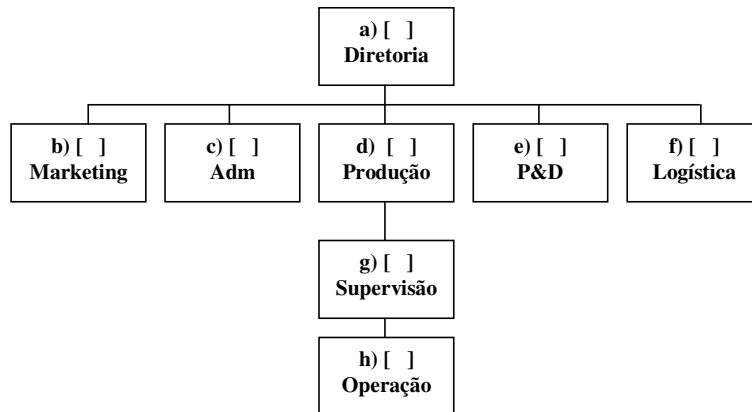 a) [ ]
Diretoria
b) [ ]
Marketing
c) [ ]
Adm
d) [ ]
Produção
e) [ ]
P&D
f) [ ]
Logística
g) [ ]
Supervisão
h) [ ]
Operação